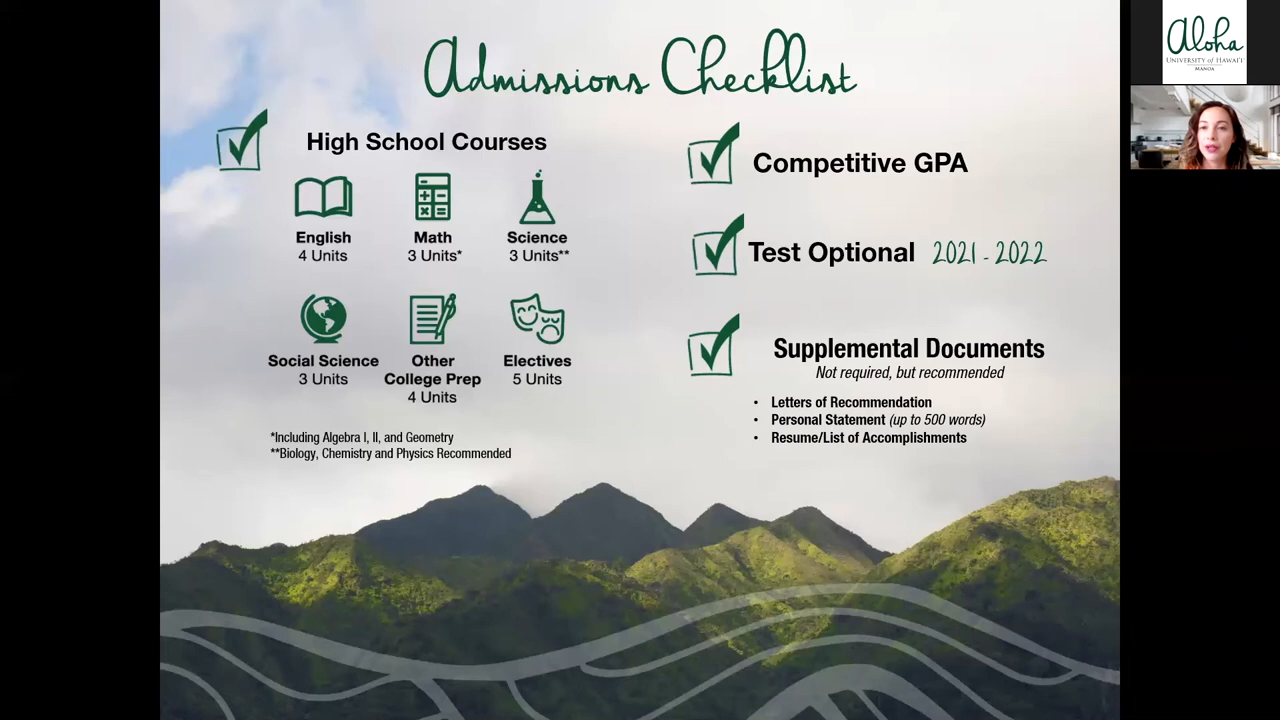 Admissions Checklist
High School Courses
English
4 Units
Math
3 Units*
Science
3 Units**
Social Science
3 Units
Other
College Prep
4 Units
Electives
5 Units
*Including Algebra I, II, and Geometry
**Biology, Chemistry and Physics Recommended
Competitive GPA
Test Optional 2021 - 2022
Supplemental Documents
Not required, but recommended
• Letters of Recommendation
• Personal Statement (up to 500 words)
• Resume/List of Accomplishments
aloha
UNIVERSITY of HAWAI'I
MĀNOA